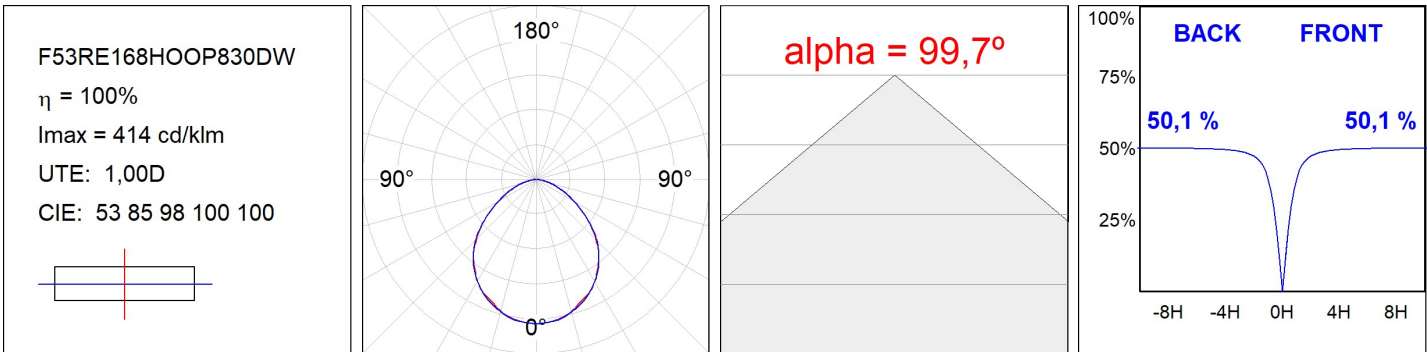 F53RE168HOOP830DW
η = 100%
Imax = 414 cd/klm
UTE: 1,00D
CIE: 53 85 98 100 100
180°
90° 90°
0°
alpha = 99,7º
100%
BACK FRONT
75%
50,1 % 50,1 %
50%
25%
-8H -4H 0H 4H 8H